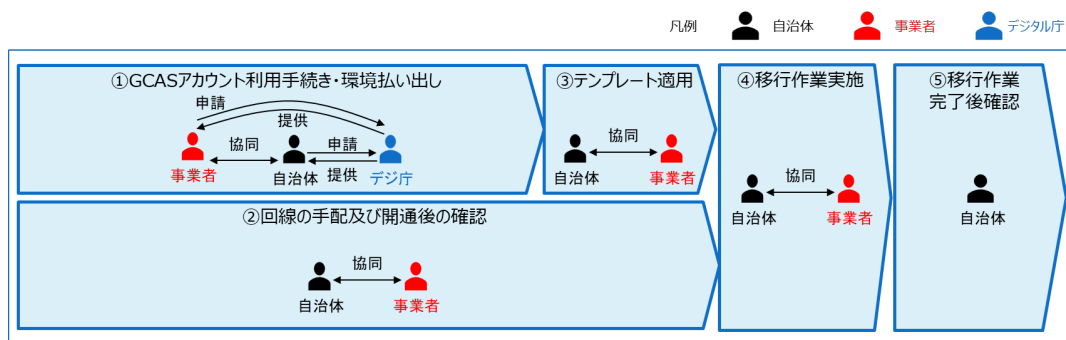 凡例
自治体
事業者
デジタル庁
①GCASアカウント利用手続き・環境払い出し
申請
提供
協同
申請
提供
事業者
自治体
デジ庁
③テンプレート適用
協同
自治体
事業者
④移行作業実施
協同
自治体
事業者
⑤移行作業
完了後確認
自治体
②回線の手配及び開通後の確認
協同
自治体
事業者